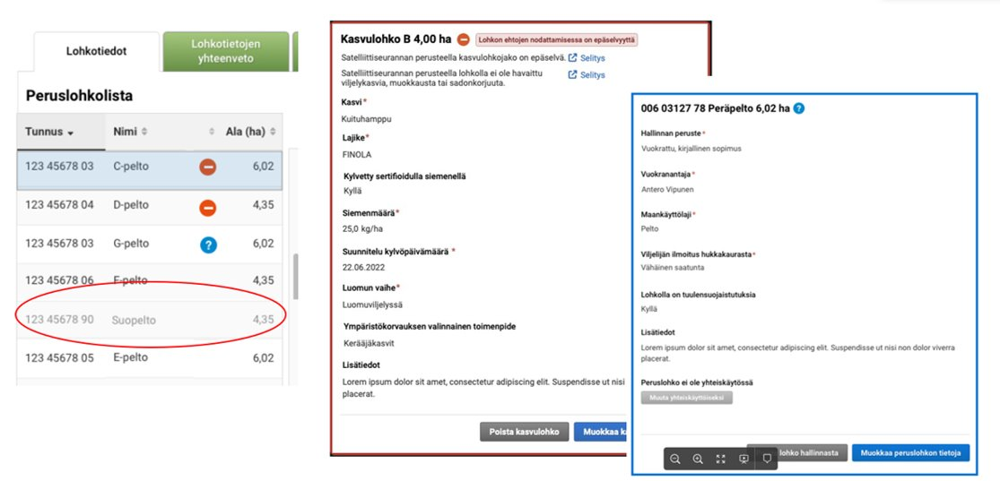 Lohkotiedot
Lohkotietojen
yhteenveto
Peruslohkolista
Tunnus Nimi Ala (ha)
123 45678 03 C-pelto 6,02
123 45678 04 D-pelto 4,35
123 45678 03 G-pelto 6,02
123 45678 06 F-pelto 4,35
123 45678 90 Suopelto 4,35
123 45678 05 E-pelto 6,02
Kasvulohko B 4,00 ha Lohkon ehtojen nodattamisessa on epäselvyyttä
Satelliittiseurannan perusteella kasvulohkojako on epäselvä. Selitys
Satelliittiseurannan perusteella lohkolla ei ole havaittu Selitys
viljelykasvia, muokkausta tai sadonkorjuuta.
Kasvi*
Kuituhamppu
Lajike*
FINOLA
Kylvetty sertifioidulla siemenellä
Kyllä
Siemenmäärä*
25,0 kg/ha
Suunnitelu kylvöpäivämäärä *
22.06.2022
Luomun vaihe*
Luomuviljelyssä
Ympäristökorvauksen valinnainen toimenpide
Kerääjäkasvit
Lisätiedot
Lorem ipsum dolor sit amet, consectetur adipiscing elit. Suspendisse ut nisi
placerat.
Poista kasvulohko Muokkaa
006 03127 78 Peräpelto 6,02 ha ?
Hallinnan peruste*
Vuokrattu, kirjallinen sopimus
Vuokranantaja*
Antero Vipunen
Maankäyttölaji*
Pelto
Viljelijän ilmoitus hukkakaurasta*
Vähäinen saatunta
Lohkolla on tuulensuojaistutuksia
Kyllä
Lisätiedot
Lorem ipsum dolor sit amet, consectetur adipiscing elit. Suspendisse ut nisi non dolor viverra
placerat.
Peruslohko ei ole yhteiskäytössä
Muuta yhteiskäyttöiseksi
lohko hallinnasta Muokkaa peruslohkon tietoja